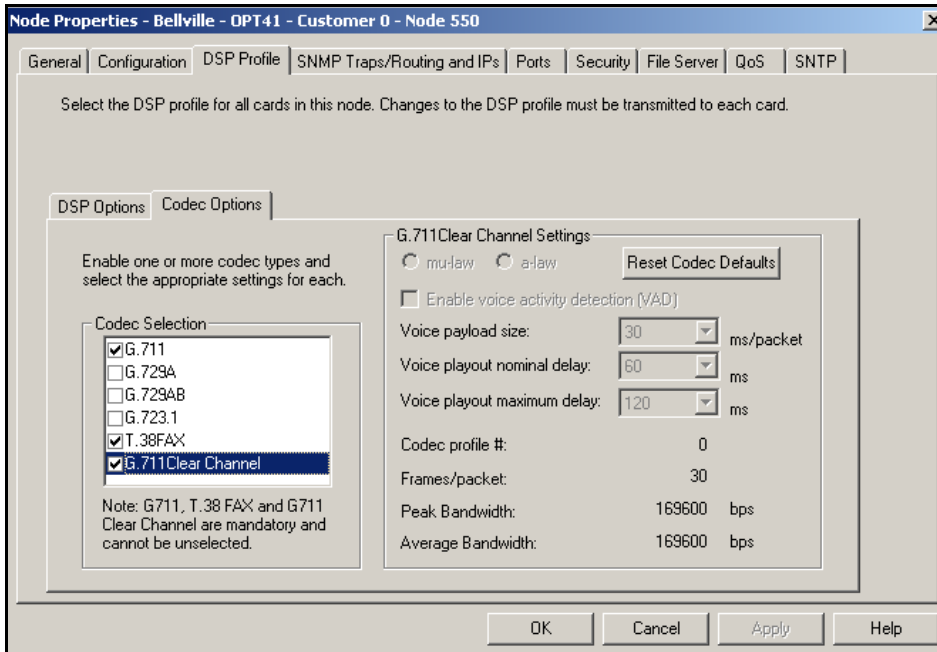 Node Properties - Bellville - OPT41 - Customer 0 - Node 550
General Configuration DSP Profile SNMP Traps/Routing and IPs Ports Security File Server QoS SNTP
Select the DSP profile for all cards in this node. Changes to the DSP profile must be transmitted to each card.
DSP Options Codec Options
Enable one or more codec types and
select the appropriate settings for each.
Codec Selection
G.711
G.729A
G.729AB
G.723.1
T.38FAX
G.711Clear Channel
Note: G711, T.38 FAX and G711
Clear Channel are mandatory and
cannot be unselected.
G.711Clear Channel Settings
mu-law a-law Reset Codec Defaults
Enable voice activity detection (VAD)
Voice payload size: 30 ms/packet
Voice playout nominal delay: 60 ms
Voice playout maximum delay: 120 ms
Codec profile #: 0
Frames/packet: 30
Peak Bandwidth: 169600 bps
Average Bandwidth: 169600 bps
OK Cancel Apply Help